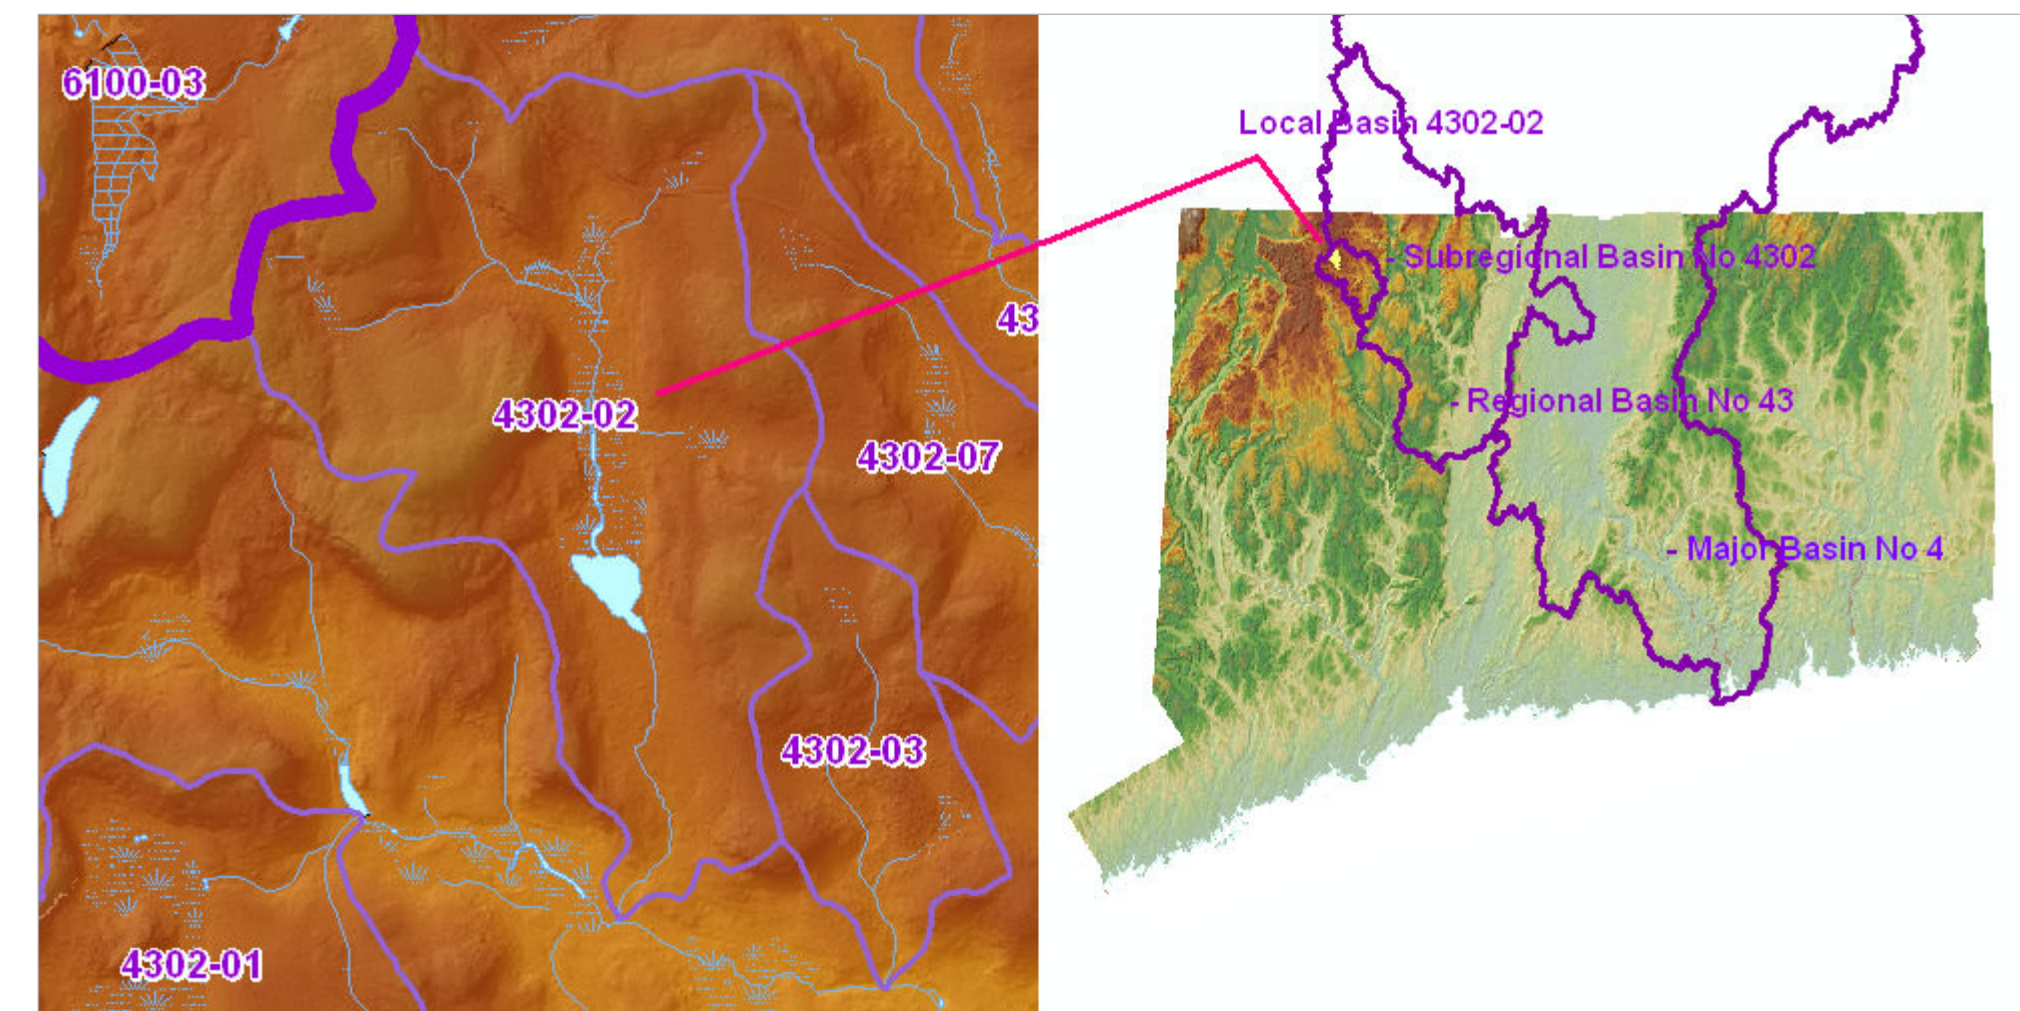 6100-03
4302-02
43
4302-07
4302-03
4302-01
Local Basin 4302-02
- Subregional Basin No 4302
- Regional Basin No 43
- Major Basin No 4